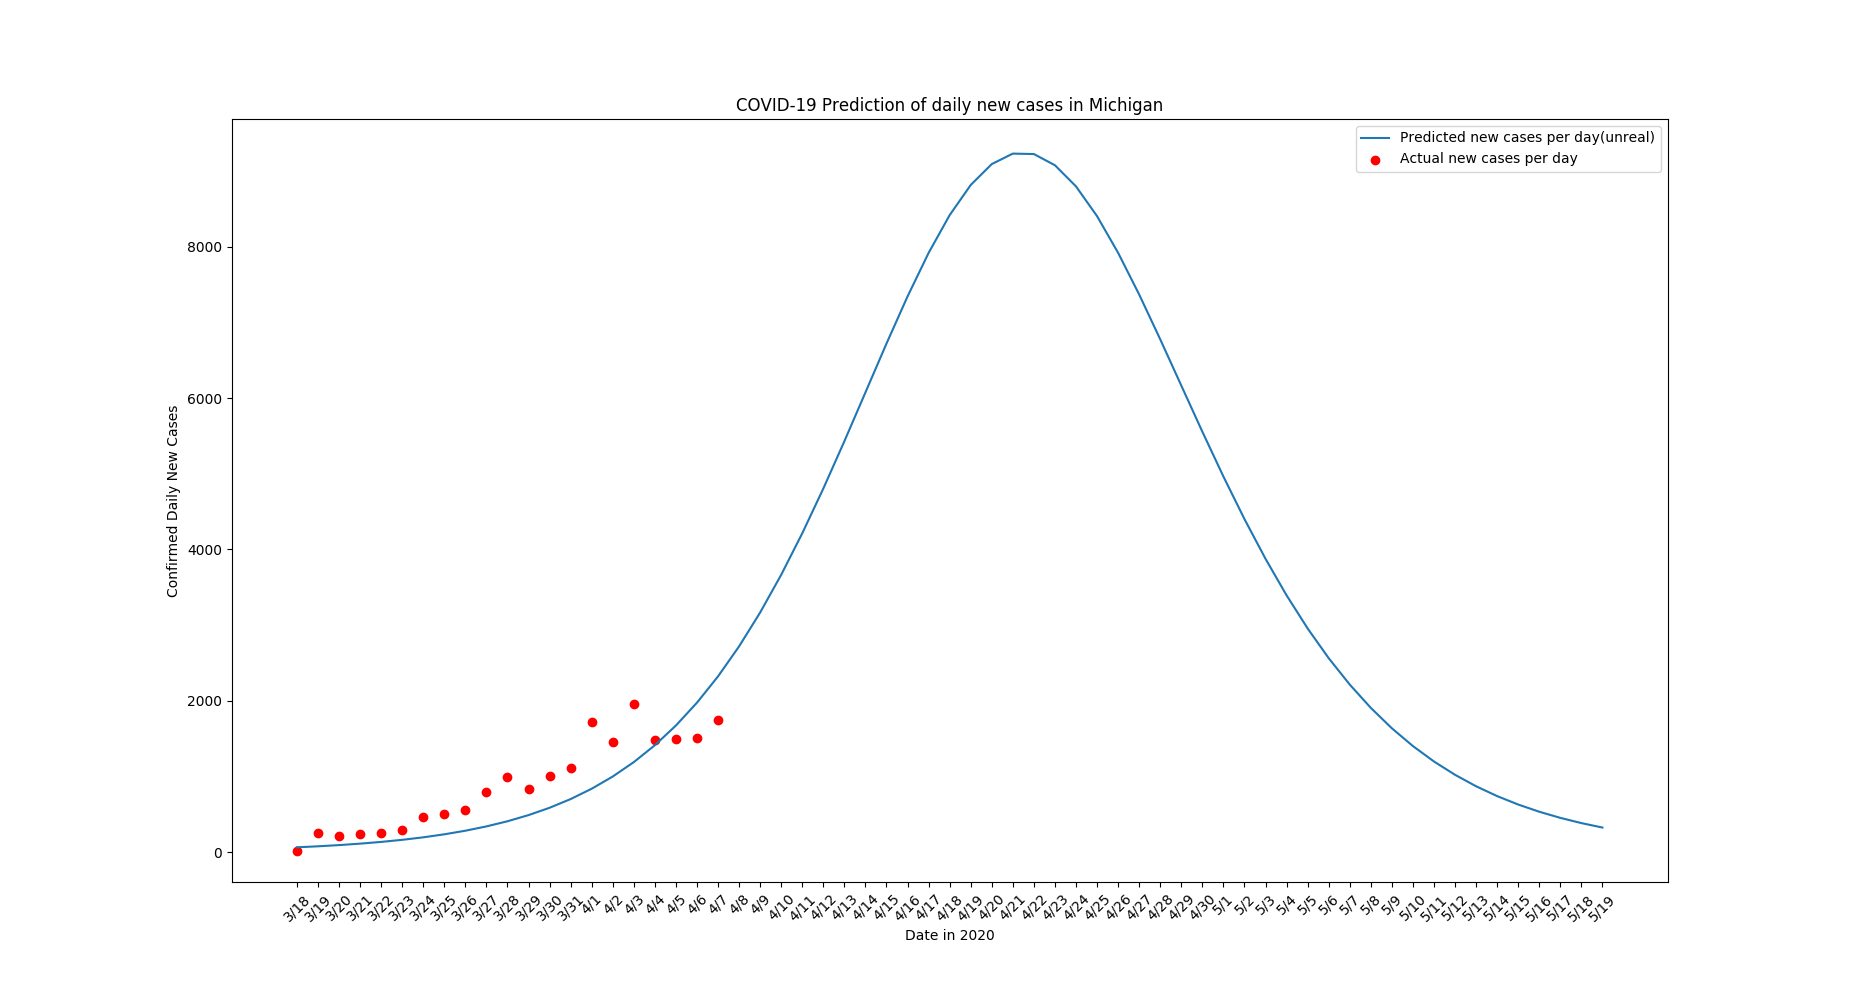 COVID-19 Prediction of daily new cases in Michigan
Predicted new cases per day(unreal)
Actual new cases per day
Confirmed Daily New Cases
8000
6000
4000
2000
0
3/18 3/19 3/20 3/21 3/22 3/23 3/24 3/25 3/26 3/27 3/28 3/29 3/30 3/31 4/1 4/2 4/3 4/4 4/5 4/6 4/7 4/8 4/9 4/10 4/11 4/12 4/13 4/14 4/15 4/16 4/17 4/18 4/19 4/20 4/21 4/22 4/23 4/24 4/25 4/26 4/27 4/28 4/29 4/30 5/1 5/2 5/3 5/4 5/5 5/6 5/7 5/8 5/9 5/10 5/11 5/12 5/13 5/14 5/15 5/16 5/17 5/18 5/19
Date in 2020